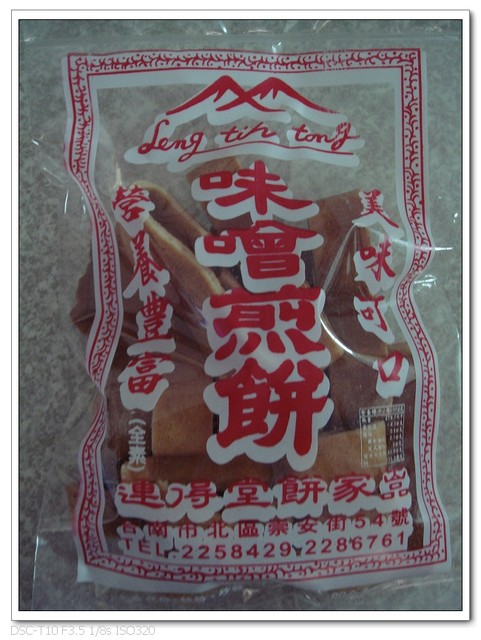 Leng tih tong
味噌煎餅
美味可口
營養豐富
(全素)
連得堂餅家
台南市北區崇安街54號
TEL:2258429.2286761
DSC-T10 F3.5 1/8s ISO320